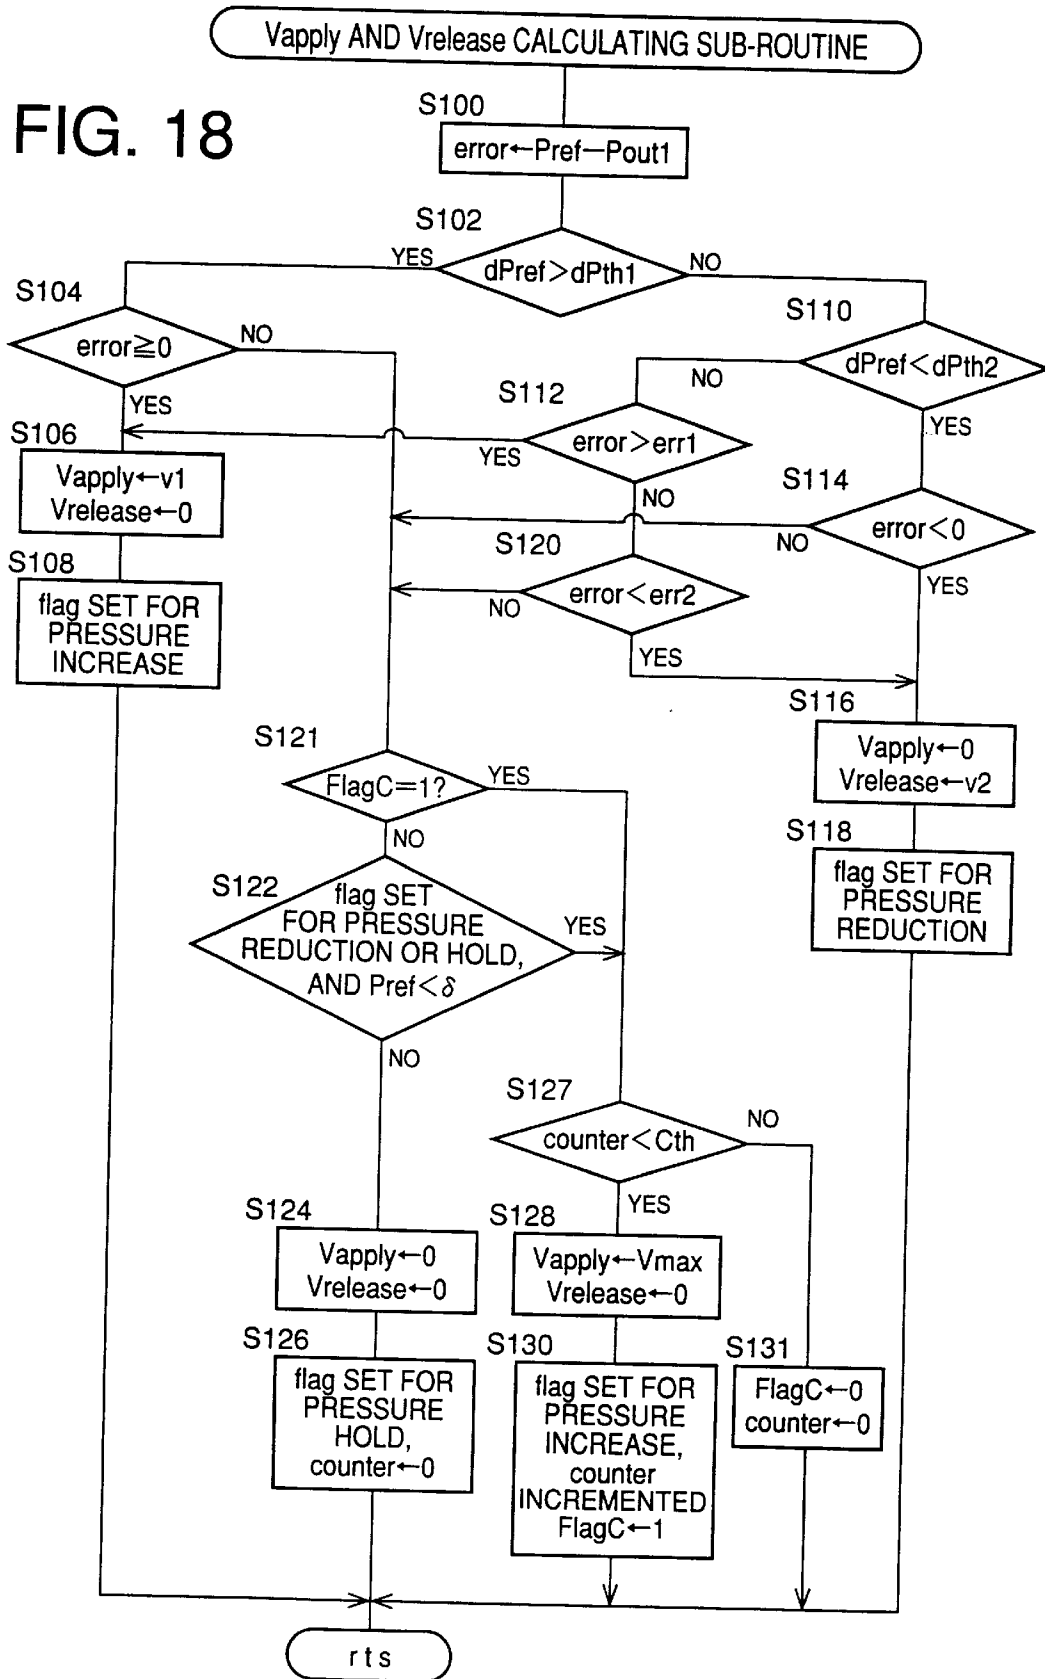 Vapply AND Vrelease CALCULATING SUB-ROUTINE
FIG. 18
S100
error←Pref−Pout1
S102
dPref>dPth1
YES
NO
S104
error≧0
NO
YES
S110
dPref<dPth2
NO
YES
S112
error>err1
YES
NO
S106
Vapply←v1
Vrelease←0
S114
error<0
NO
YES
S108
flag SET FOR
PRESSURE
INCREASE
S120
error<err2
NO
YES
S116
Vapply←0
Vrelease←v2
S118
flag SET FOR
PRESSURE
REDUCTION
S121
FlagC=1?
YES
NO
S122
flag SET
FOR PRESSURE
REDUCTION OR HOLD,
AND Pref<δ
YES
NO
S127
counter<Cth
NO
YES
S124
Vapply←0
Vrelease←0
S128
Vapply←Vmax
Vrelease←0
S126
flag SET FOR
PRESSURE
HOLD,
counter←0
S130
flag SET FOR
PRESSURE
INCREASE,
counter
INCREMENTED
FlagC←1
S131
FlagC←0
counter←0
rts